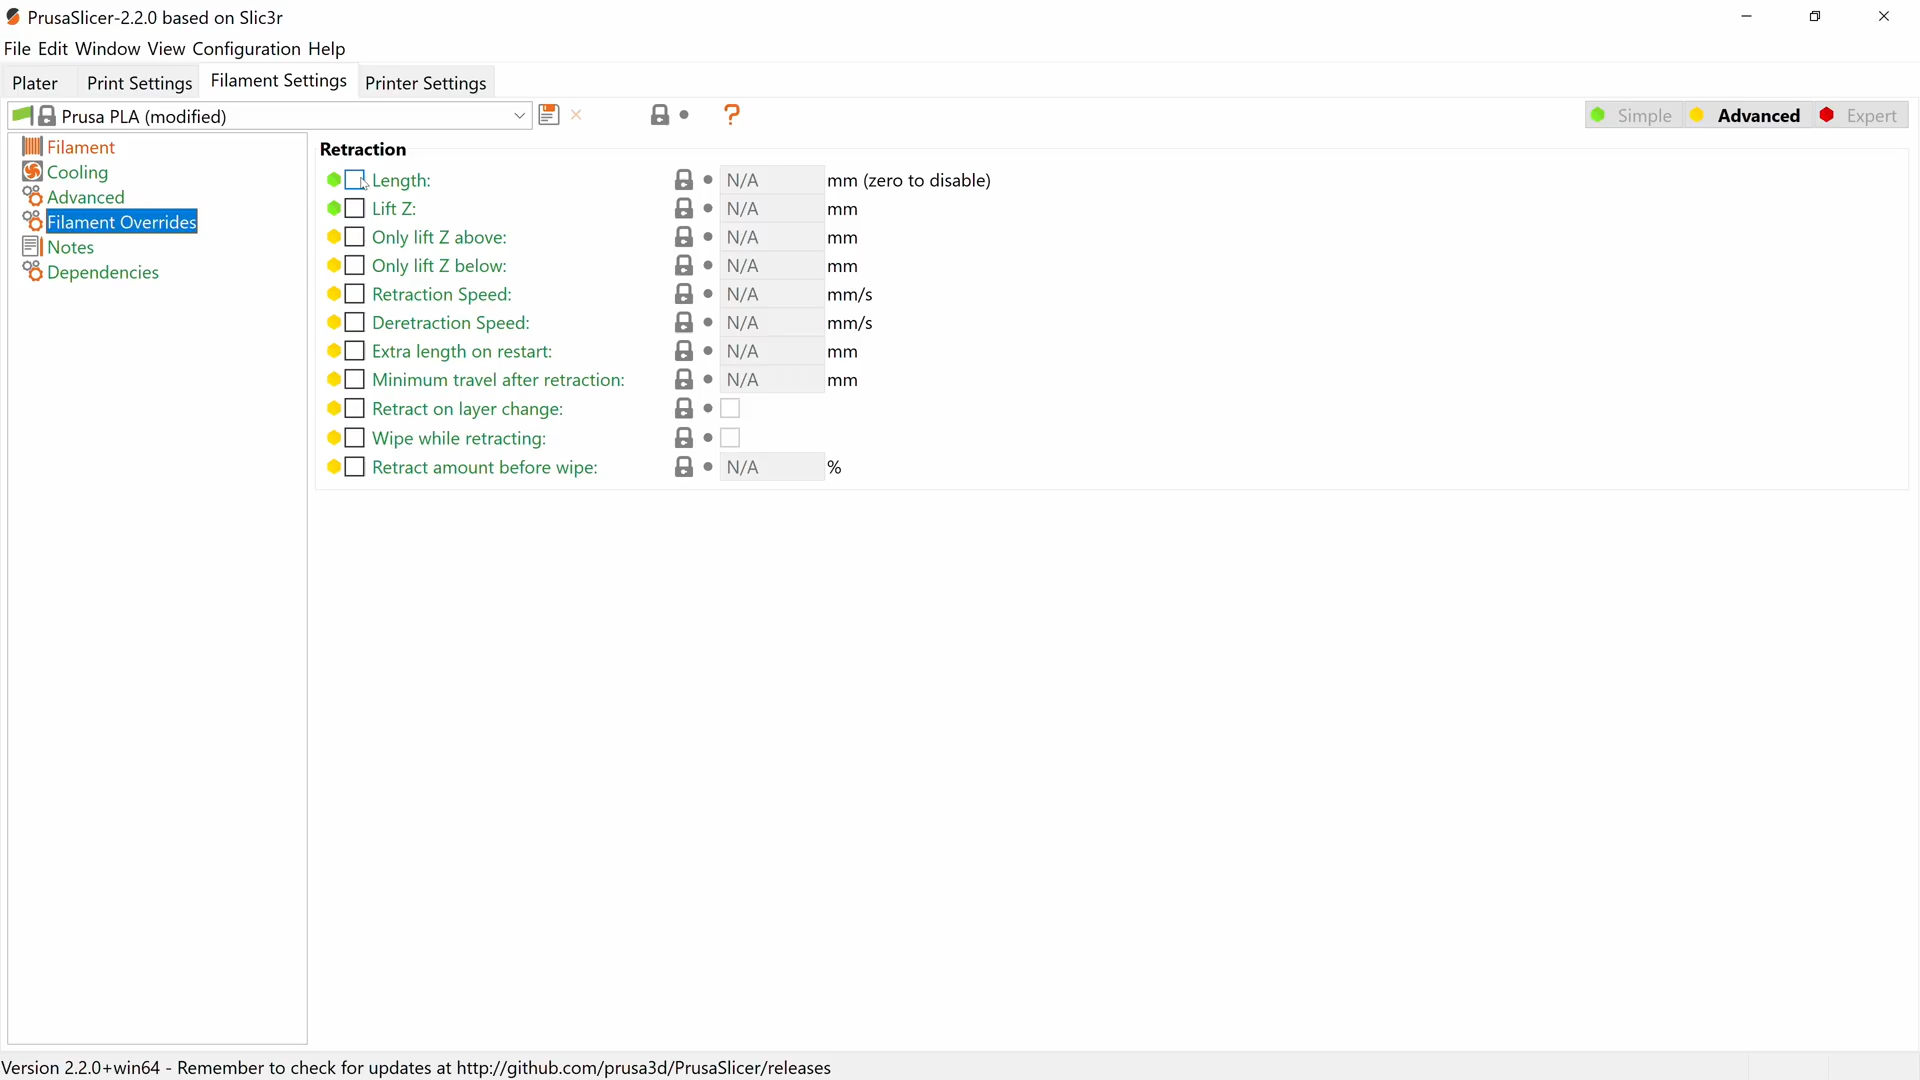 PrusaSlicer-2.2.0 based on Slic3r
File Edit Window View Configuration Help
Plater Print Settings Filament Settings Printer Settings
Prusa PLA (modified) ? Simple Advanced Expert
Filament
Cooling
Advanced
Filament Overrides
Notes
Dependencies
Retraction
Length: N/A mm (zero to disable)
Lift Z: N/A mm
Only lift Z above: N/A mm
Only lift Z below: N/A mm
Retraction Speed: N/A mm/s
Deretraction Speed: N/A mm/s
Extra length on restart: N/A mm
Minimum travel after retraction: N/A mm
Retract on layer change:
Wipe while retracting:
Retract amount before wipe: N/A %
Version 2.2.0+win64 - Remember to check for updates at http://github.com/prusa3d/PrusaSlicer/releases